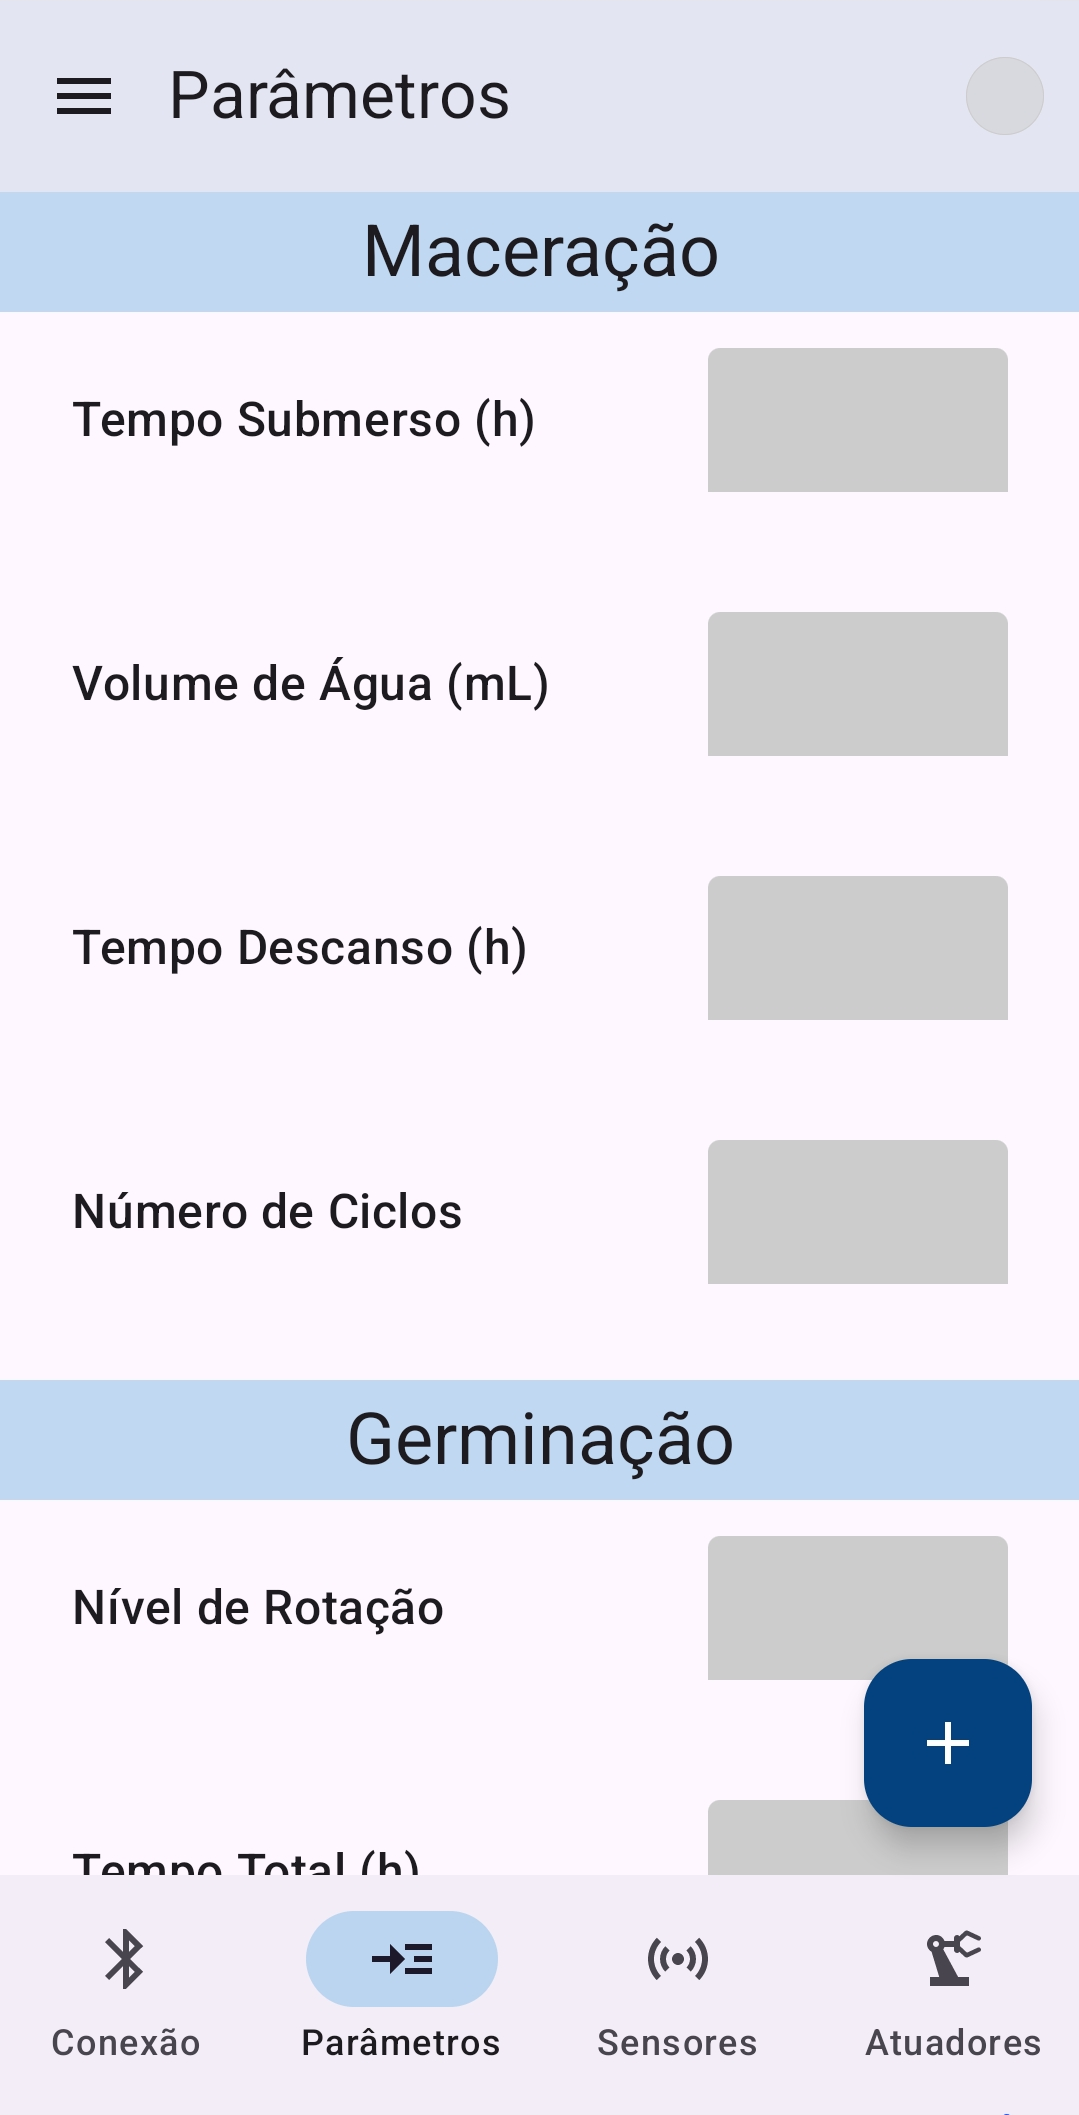 Parâmetros
Maceração
Tempo Submerso (h)
Volume de Água (mL)
Tempo Descanso (h)
Número de Ciclos
Germinação
Nível de Rotação
Tempo Total (h)
Conexão
Parâmetros
Sensores
Atuadores